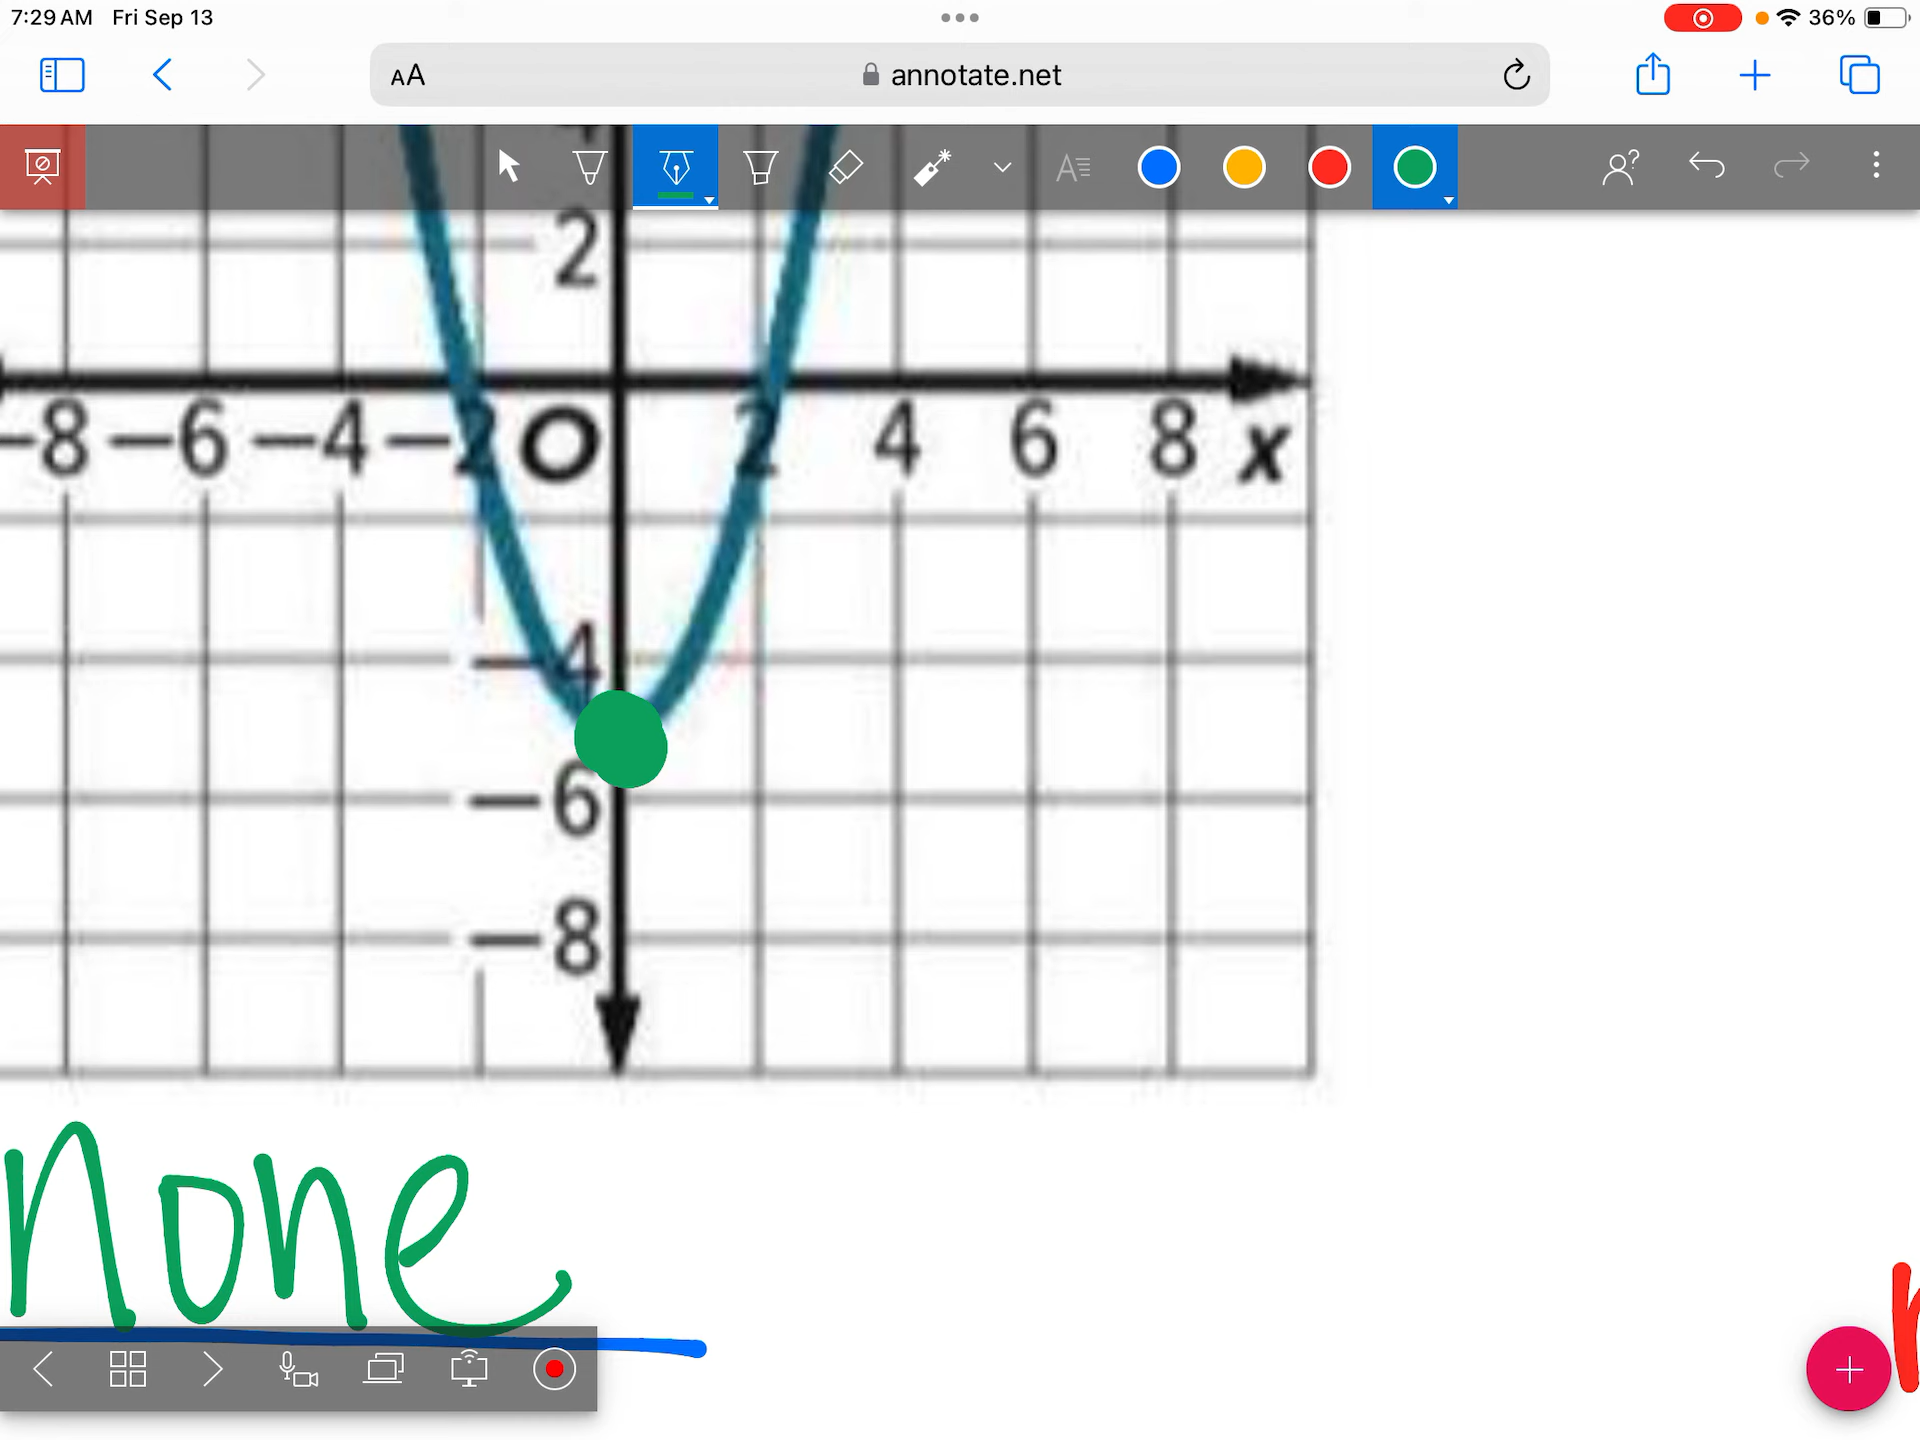 7:29 AM Fri Sep 13 36%
AA annotate.net
2
-8 -6 -4 -2 O 2 4 6 8 x
-4
-6
-8
none